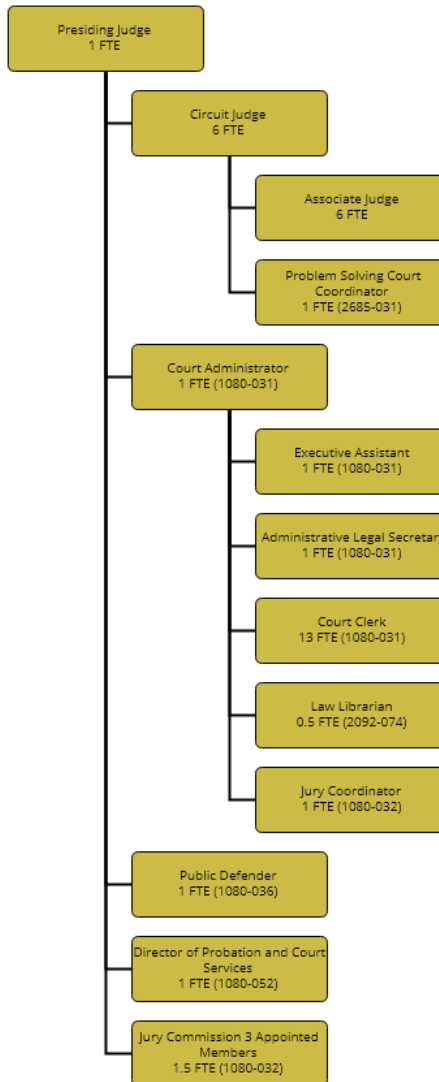 Presiding Judge
1 FTE
Circuit Judge
6 FTE
Associate Judge
6 FTE
Problem Solving Court
Coordinator
1 FTE (2685-031)
Court Administrator
1 FTE (1080-031)
Executive Assistant
1 FTE (1080-031)
Administrative Legal Secretar
1 FTE (1080-031)
Court Clerk
13 FTE (1080-031)
Law Librarian
0.5 FTE (2092-074)
Jury Coordinator
1 FTE (1080-032)
Public Defender
1 FTE (1080-036)
Director of Probation and Court
Services
1 FTE (1080-052)
Jury Commission 3 Appointed
Members
1.5 FTE (1080-032)